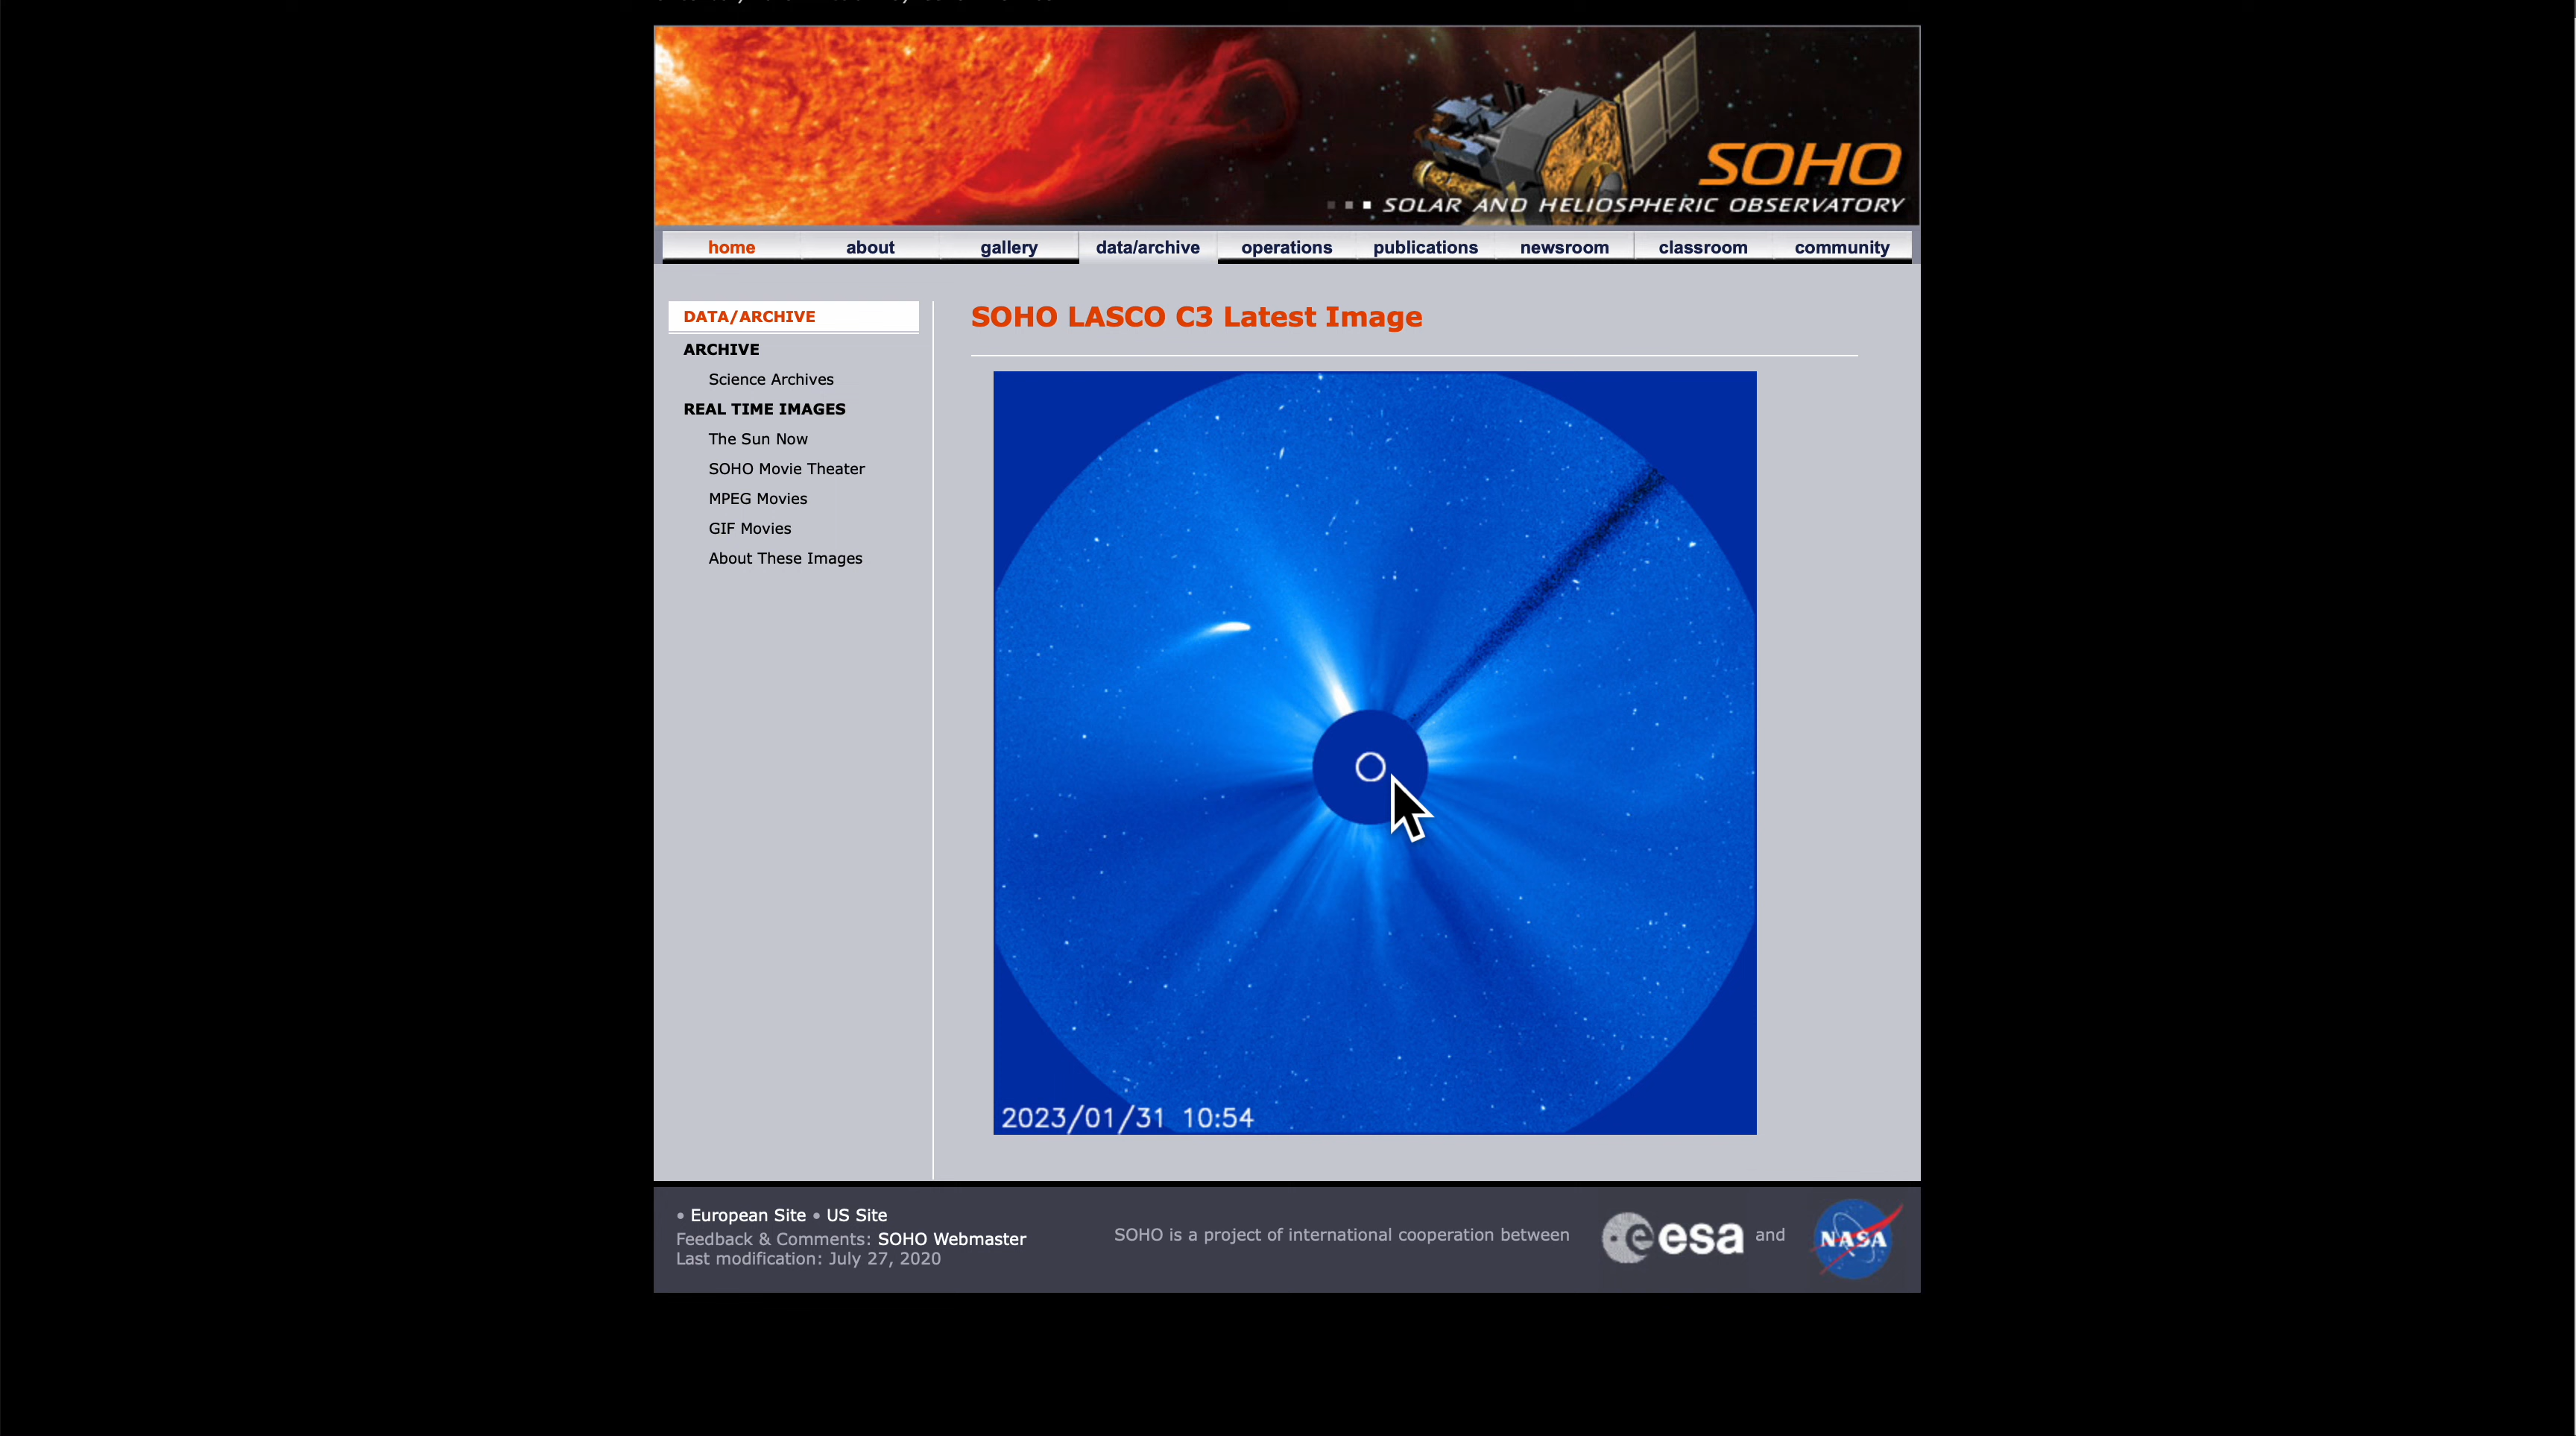 SOHO
SOLAR AND HELIOSPHERIC OBSERVATORY
home about gallery data/archive operations publications newsroom classroom community
DATA/ARCHIVE
ARCHIVE
Science Archives
REAL TIME IMAGES
The Sun Now
SOHO Movie Theater
MPEG Movies
GIF Movies
About These Images
SOHO LASCO C3 Latest Image
2023/01/31 10:54
• European Site • US Site
Feedback & Comments: SOHO Webmaster
Last modification: July 27, 2020
SOHO is a project of international cooperation between esa and NASA